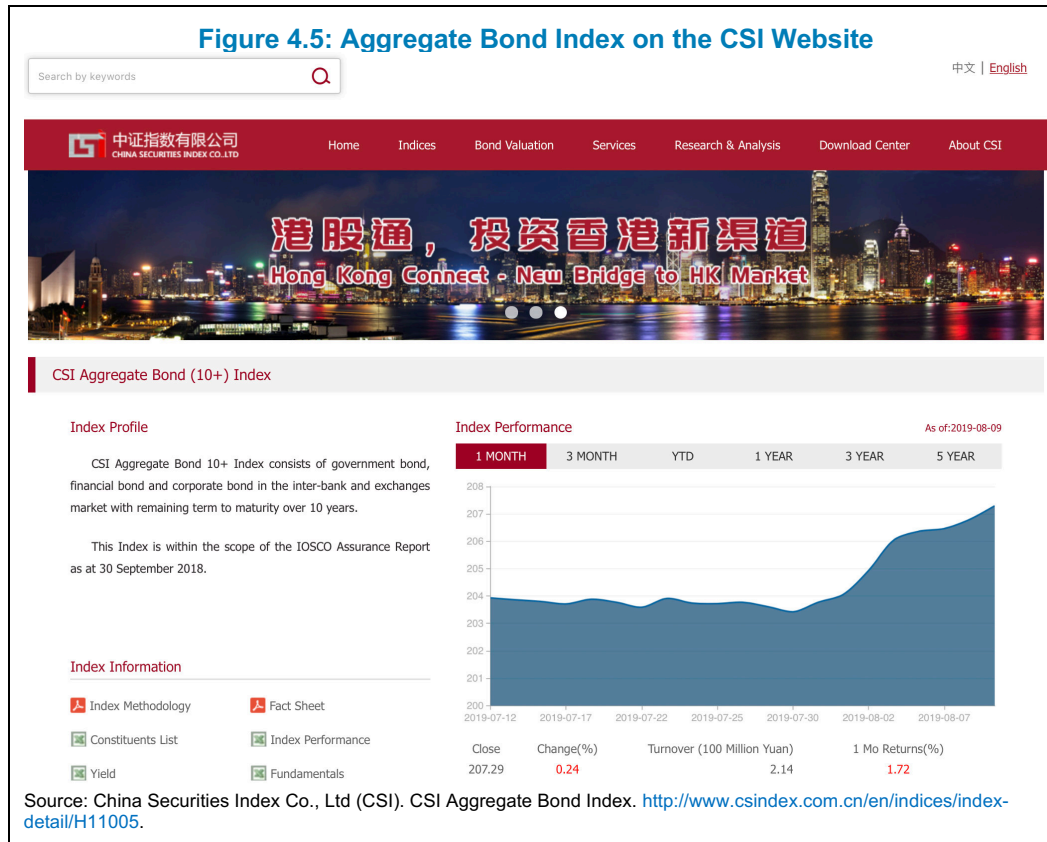 Figure 4.5: Aggregate Bond Index on the CSI Website
Search by keywords
中文 | English
中证指数有限公司
CHINA SECURITIES INDEX CO.,LTD
Home Indices Bond Valuation Services Research & Analysis Download Center About CSI
港股通，投资香港新渠道
Hong Kong Connect - New Bridge to HK Market
CSI Aggregate Bond (10+) Index
Index Profile
CSI Aggregate Bond 10+ Index consists of government bond,
financial bond and corporate bond in the inter-bank and exchanges
market with remaining term to maturity over 10 years.
This Index is within the scope of the IOSCO Assurance Report
as at 30 September 2018.
Index Information
Index Methodology Fact Sheet
Constituents List Index Performance
Yield Fundamentals
Index Performance As of:2019-08-09
1 MONTH 3 MONTH YTD 1 YEAR 3 YEAR 5 YEAR
208
207
206
205
204
203
202
201
200
2019-07-12 2019-07-17 2019-07-22 2019-07-25 2019-07-30 2019-08-02 2019-08-07
Close Change(%) Turnover (100 Million Yuan) 1 Mo Returns(%)
207.29 0.24 2.14 1.72
Source: China Securities Index Co., Ltd (CSI). CSI Aggregate Bond Index. http://www.csindex.com.cn/en/indices/index-
detail/H11005.